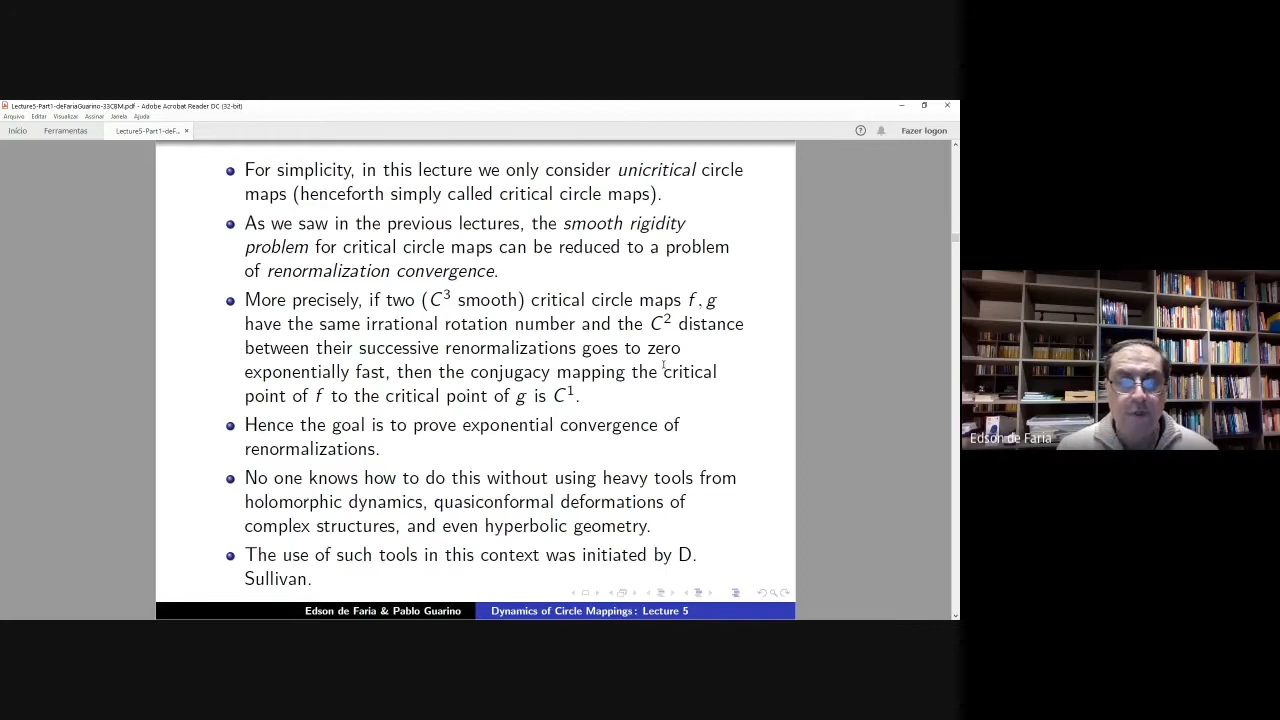 Lecture5-Part1-deFariaGuarino-33CBM.pdf - Adobe Acrobat Reader DC (32-bit)
Arquivo Editar Visualizar Assinar Janela Ajuda
Início Ferramentas Lecture5-Part1-deF... × Fazer logon
For simplicity, in this lecture we only consider unicritical circle
maps (henceforth simply called critical circle maps).
As we saw in the previous lectures, the smooth rigidity
problem for critical circle maps can be reduced to a problem
of renormalization convergence.
More precisely, if two (C³ smooth) critical circle maps f, g
have the same irrational rotation number and the C² distance
between their successive renormalizations goes to zero
exponentially fast, then the conjugacy mapping the critical
point of f to the critical point of g is C¹.
Hence the goal is to prove exponential convergence of
renormalizations.
No one knows how to do this without using heavy tools from
holomorphic dynamics, quasiconformal deformations of
complex structures, and even hyperbolic geometry.
The use of such tools in this context was initiated by D.
Sullivan.
Edson de Faria & Pablo Guarino Dynamics of Circle Mappings: Lecture 5
Edson de Faria